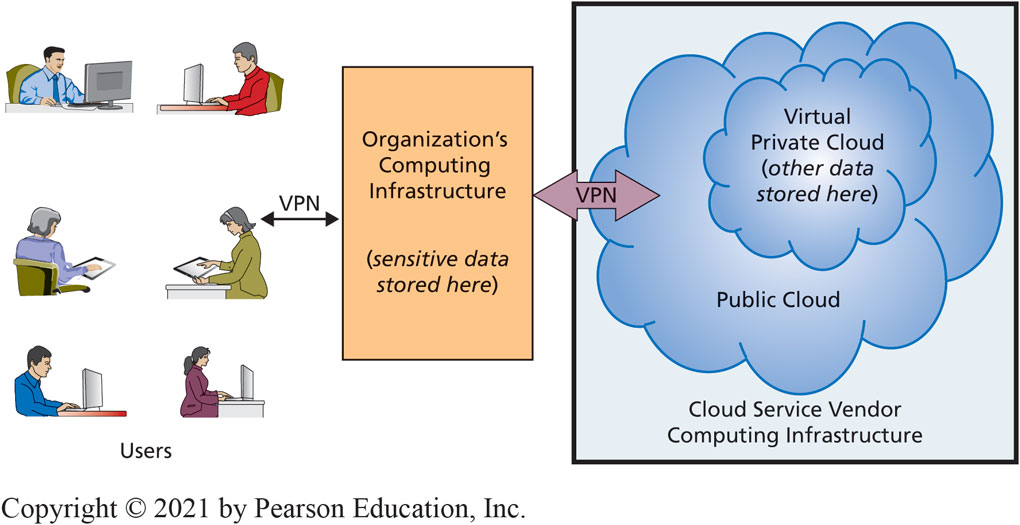 Users
VPN
Organization's
Computing
Infrastructure
(sensitive data
stored here)
VPN
Virtual
Private Cloud
(other data
stored here)
Public Cloud
Cloud Service Vendor
Computing Infrastructure
Copyright © 2021 by Pearson Education, Inc.